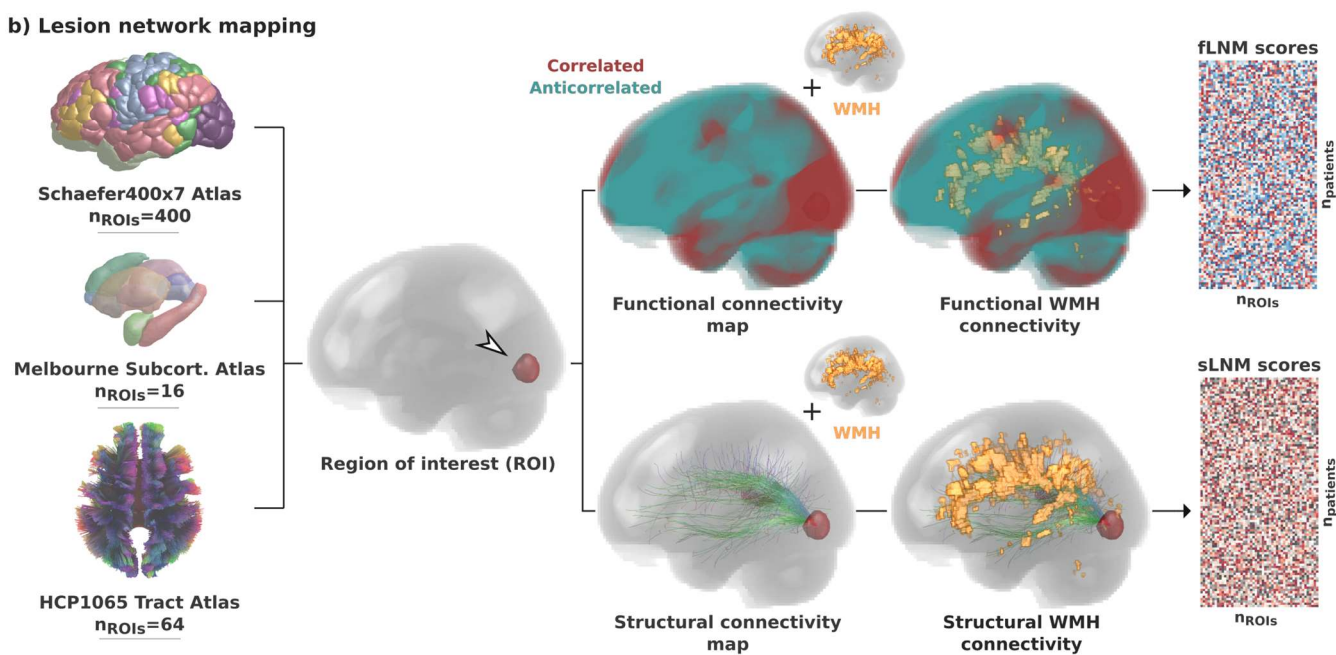 b) Lesion network mapping
Schaefer400x7 Atlas
nROIs=400
Melbourne Subcort. Atlas
nROIs=16
HCP1065 Tract Atlas
nROIs=64
Region of interest (ROI)
Correlated
Anticorrelated
+
WMH
Functional connectivity
map
Functional WMH
connectivity
fLNM scores
npatients
nROIs
+
WMH
Structural connectivity
map
Structural WMH
connectivity
sLNM scores
npatients
nROIs